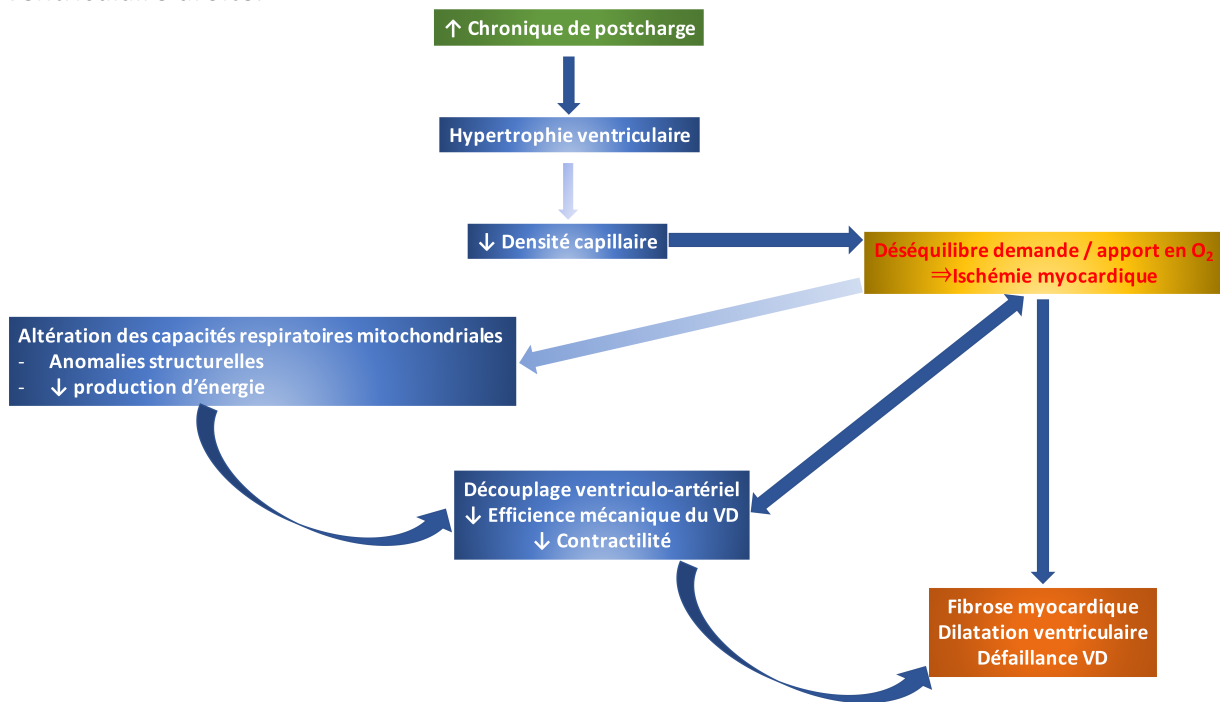 ↑ Chronique de postcharge
Hypertrophie ventriculaire
↓ Densité capillaire
Déséquilibre demande / apport en O₂
⇒Ischémie myocardique
Altération des capacités respiratoires mitochondriales
- Anomalies structurelles
- ↓ production d’énergie
Découplage ventriculo-artériel
↓ Efficience mécanique du VD
↓ Contractilité
Fibrose myocardique
Dilatation ventriculaire
Défaillance VD